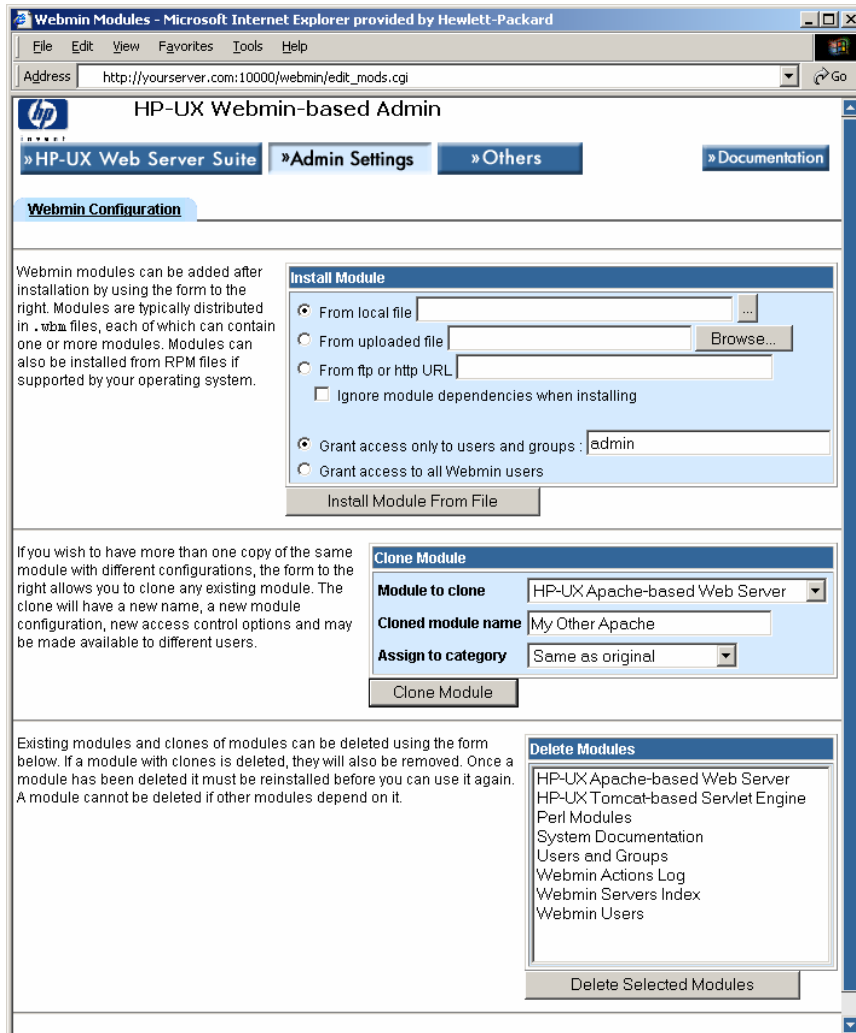 Webmin Modules - Microsoft Internet Explorer provided by Hewlett-Packard
File Edit View Favorites Tools Help
Address http://yourserver.com:10000/webmin/edit_mods.cgi Go
hp HP-UX Webmin-based Admin
invent
»HP-UX Web Server Suite »Admin Settings »Others »Documentation
Webmin Configuration
Webmin modules can be added after
installation by using the form to the
right. Modules are typically distributed
in .wbm files, each of which can contain
one or more modules. Modules can
also be installed from RPM files if
supported by your operating system.
Install Module
From local file ...
From uploaded file Browse...
From ftp or http URL
Ignore module dependencies when installing
Grant access only to users and groups : admin
Grant access to all Webmin users
Install Module From File
If you wish to have more than one copy of the same
module with different configurations, the form to the
right allows you to clone any existing module. The
clone will have a new name, a new module
configuration, new access control options and may
be made available to different users.
Clone Module
Module to clone HP-UX Apache-based Web Server
Cloned module name My Other Apache
Assign to category Same as original
Clone Module
Existing modules and clones of modules can be deleted using the form
below. If a module with clones is deleted, they will also be removed. Once a
module has been deleted it must be reinstalled before you can use it again.
A module cannot be deleted if other modules depend on it.
Delete Modules
HP-UX Apache-based Web Server
HP-UX Tomcat-based Servlet Engine
Perl Modules
System Documentation
Users and Groups
Webmin Actions Log
Webmin Servers Index
Webmin Users
Delete Selected Modules